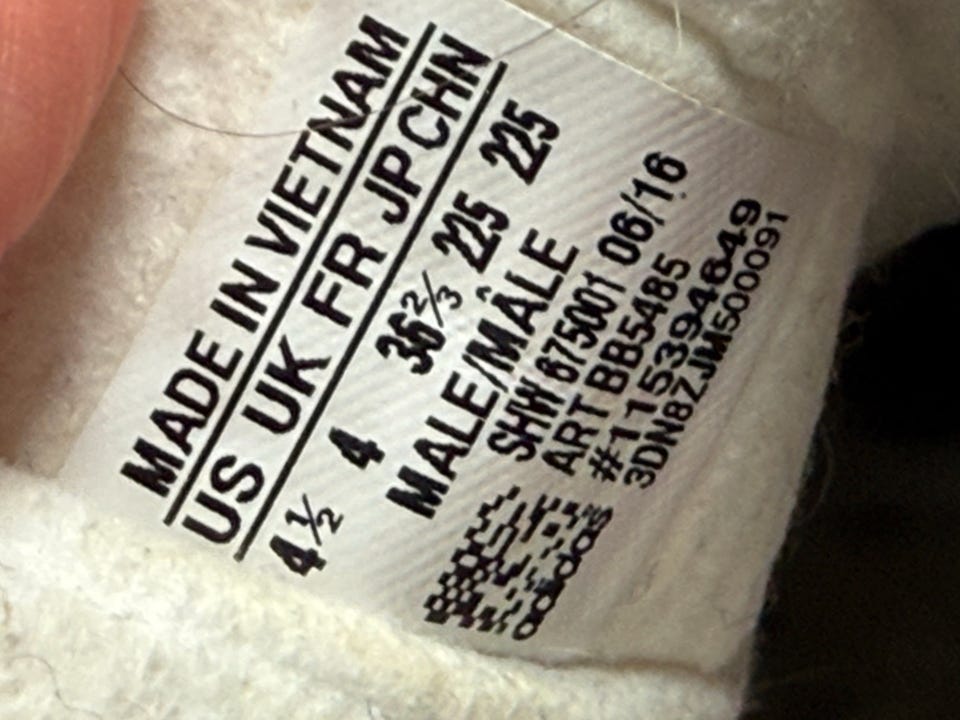 MADE IN VIETNAM
US UK FR JP CHN
4½ 4 36⅔ 225 225
MALE/MÂLE
SHW 675001 06/16
ART BB5485
#115394649
3DN8ZJM500091
adidas